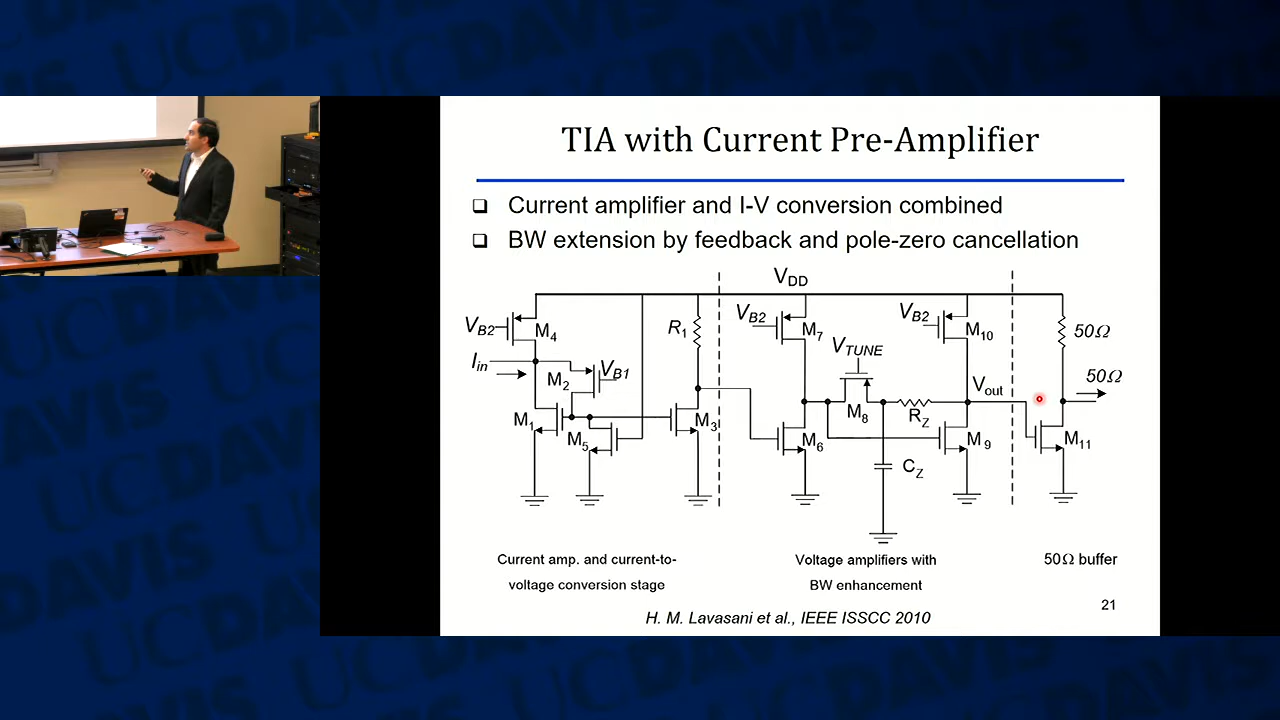 UC DAVIS
TIA with Current Pre-Amplifier
❑ Current amplifier and I-V conversion combined
❑ BW extension by feedback and pole-zero cancellation
VDD
VB2
M4
R1
VB2
M7
VTUNE
VB2
M10
50Ω
Iin
M2
VB1
Vout
50Ω
M1
M5
M3
M6
M8
RZ
M9
M11
CZ
Current amp. and current-to-
voltage conversion stage
Voltage amplifiers with
BW enhancement
50Ω buffer
21
H. M. Lavasani et al., IEEE ISSCC 2010